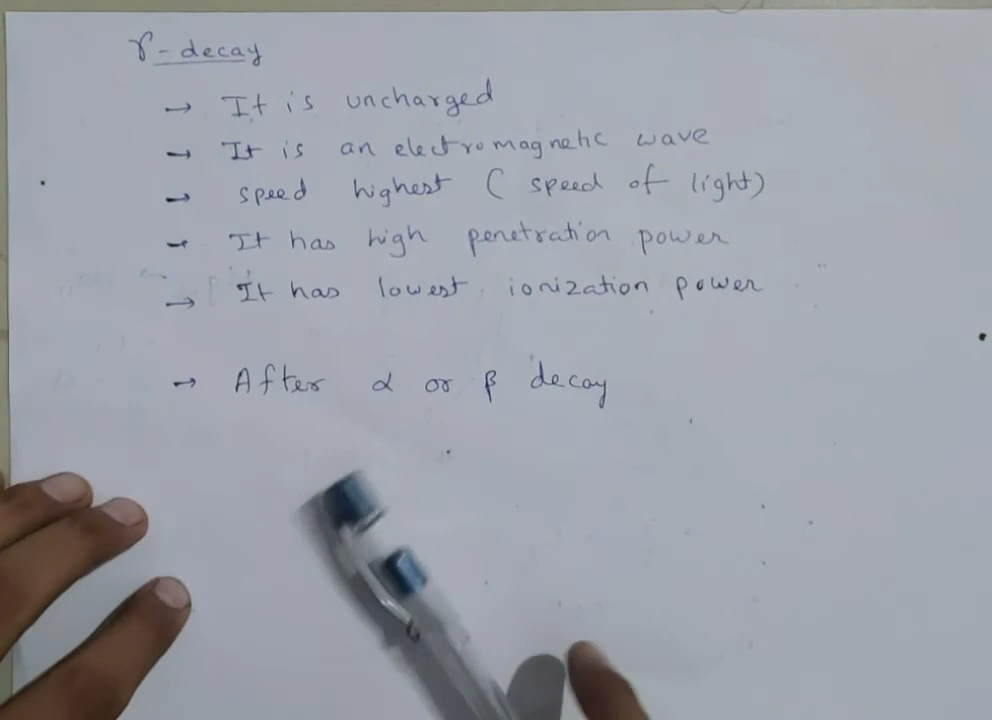 γ-decay
→ It is uncharged
→ It is an electromagnetic wave
→ speed highest ( speed of light)
→ It has high penetration power
→ It has lowest ionization power
→ After α or β decay